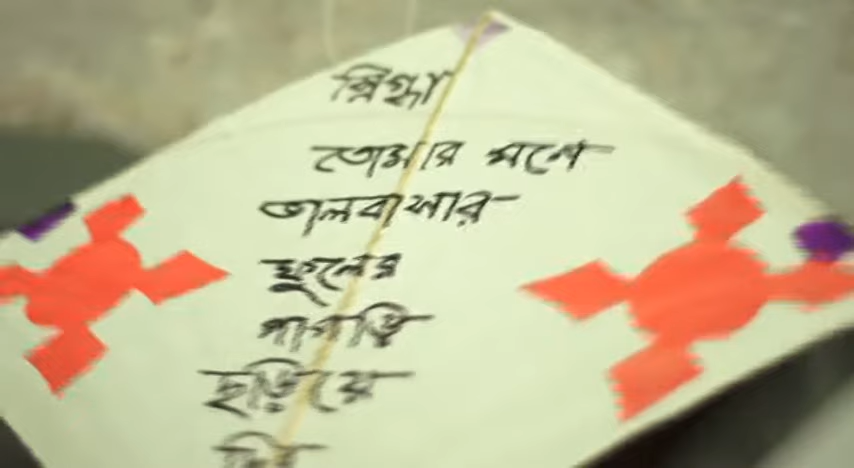 স্নিগ্ধা
তোমার মনে
ভালবাসার
ফুলের
পাপড়ি
ছড়িয়ে